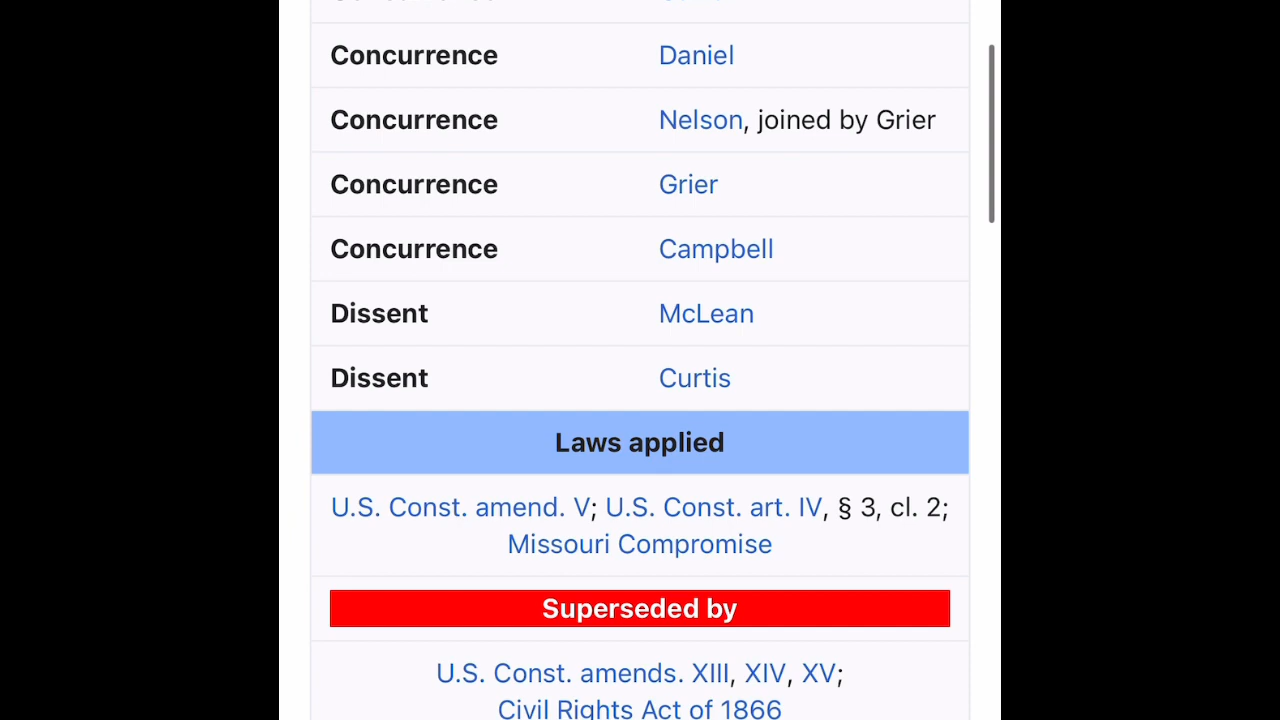 Concurrence Daniel
Concurrence Nelson, joined by Grier
Concurrence Grier
Concurrence Campbell
Dissent McLean
Dissent Curtis
Laws applied
U.S. Const. amend. V; U.S. Const. art. IV, § 3, cl. 2;
Missouri Compromise
Superseded by
U.S. Const. amends. XIII, XIV, XV;
Civil Rights Act of 1866